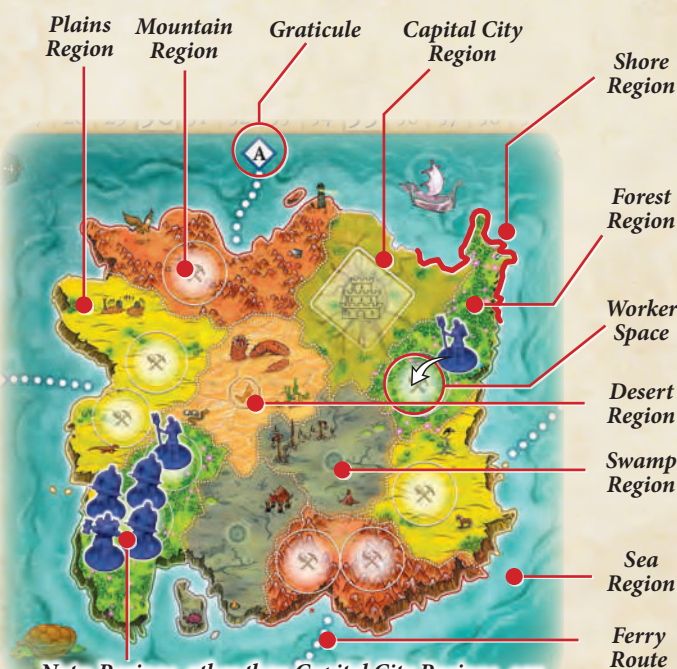 Plains
Region
Mountain
Region
Graticule
Capital City
Region
Shore
Region
A
Forest
Region
Worker
Space
Desert
Region
Swamp
Region
Sea
Region
Ferry
Route